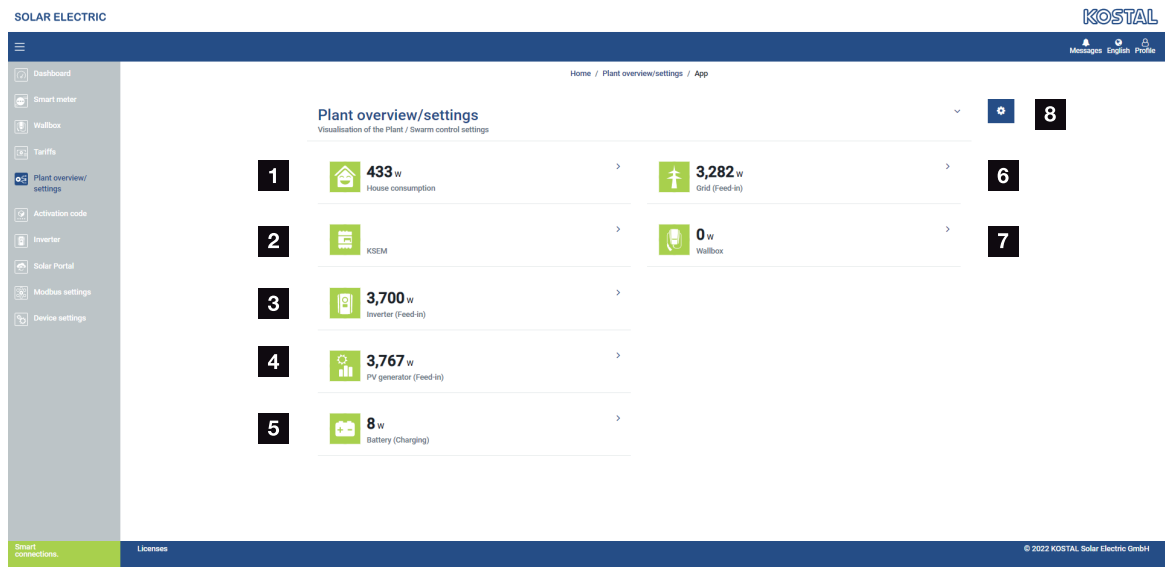 SOLAR ELECTRIC
KOSTAL
Messages English Profile
Dashboard
Smart meter
Wallbox
Tariffs
Plant overview/
settings
Activation code
Inverter
Solar Portal
Modbus settings
Device settings
Home / Plant overview/settings / App
Plant overview/settings
Visualisation of the Plant / Swarm control settings
8
1
433 W
House consumption
3,282 W
Grid (Feed-in)
6
2
KSEM
0 W
Wallbox
7
3
3,700 W
Inverter (Feed-in)
4
3,767 W
PV generator (Feed-in)
5
8 W
Battery (Charging)
Smart
connections.
Licenses
© 2022 KOSTAL Solar Electric GmbH